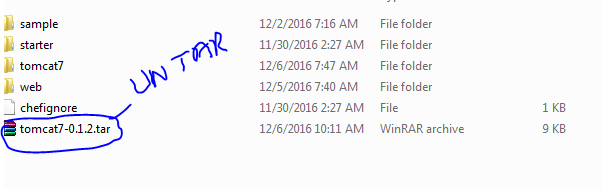 sample 12/2/2016 7:16 AM File folder
starter 11/30/2016 2:27 AM File folder
tomcat7 12/6/2016 7:47 AM File folder
web 12/5/2016 7:40 AM File folder
chefignore 11/30/2016 2:27 AM File 1 KB
tomcat7-0.1.2.tar 12/6/2016 10:11 AM WinRAR archive 9 KB
UNTAR